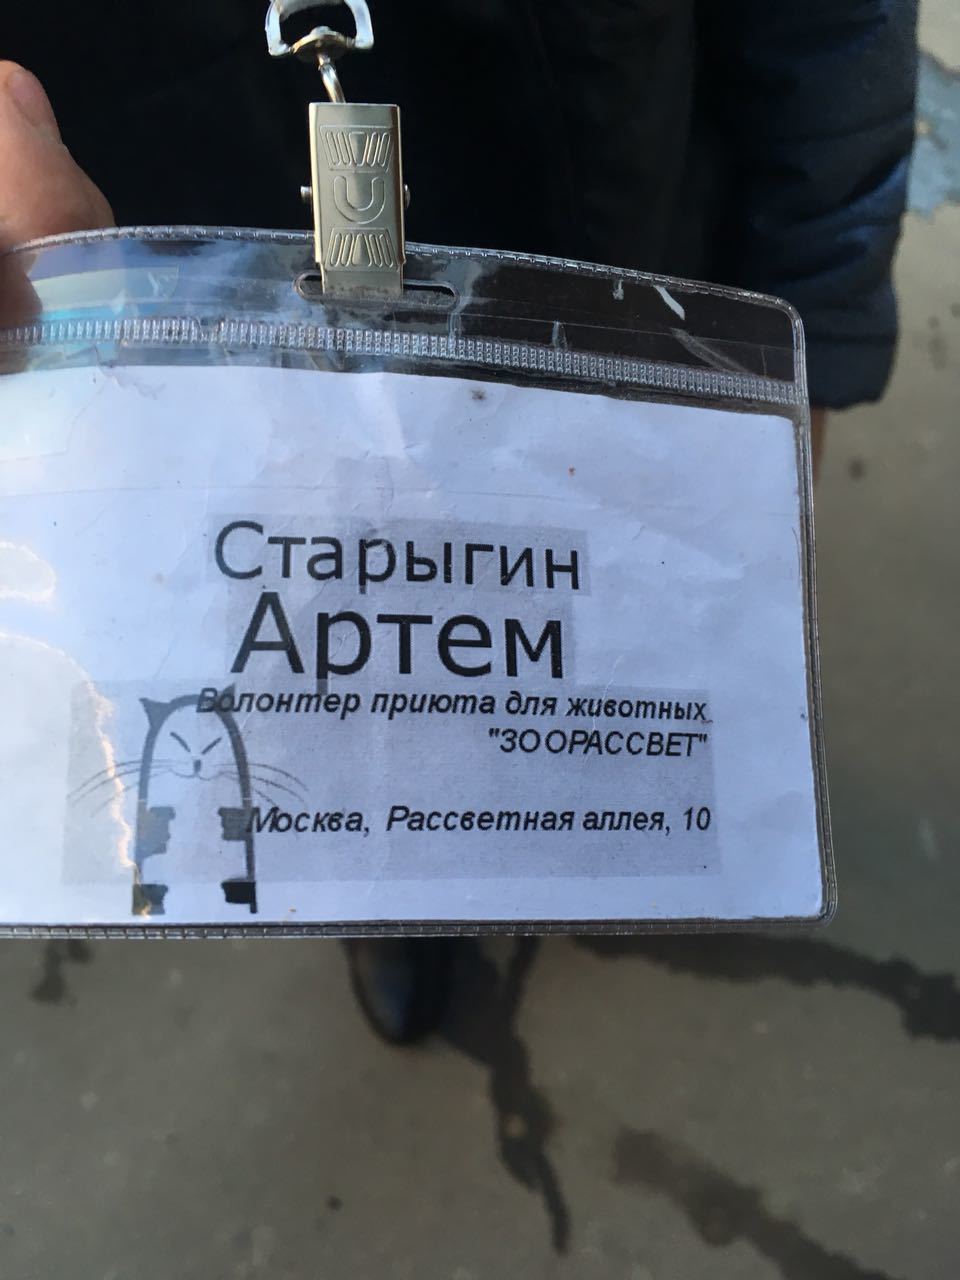 Старыгин
Артем
Волонтер приюта для животных
"ЗООРАССВЕТ"
Москва, Рассветная аллея, 10